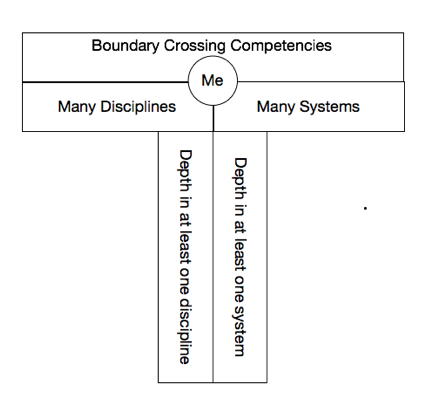 Boundary Crossing Competencies
Me
Many Disciplines
Many Systems
Depth in at least one discipline
Depth in at least one system